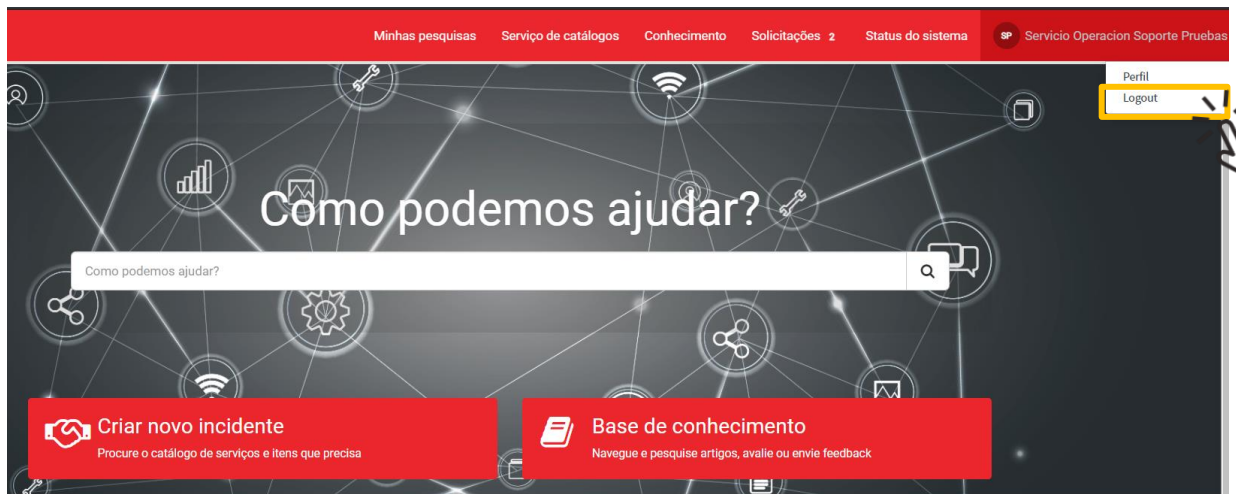 Minhas pesquisas Serviço de catálogos Conhecimento Solicitações 2 Status do sistema SP Servicio Operacion Soporte Pruebas
Perfil
Logout
Como podemos ajudar?
Como podemos ajudar?
Criar novo incidente
Procure o catálogo de serviços e itens que precisa
Base de conhecimento
Navegue e pesquise artigos, avalie ou envie feedback